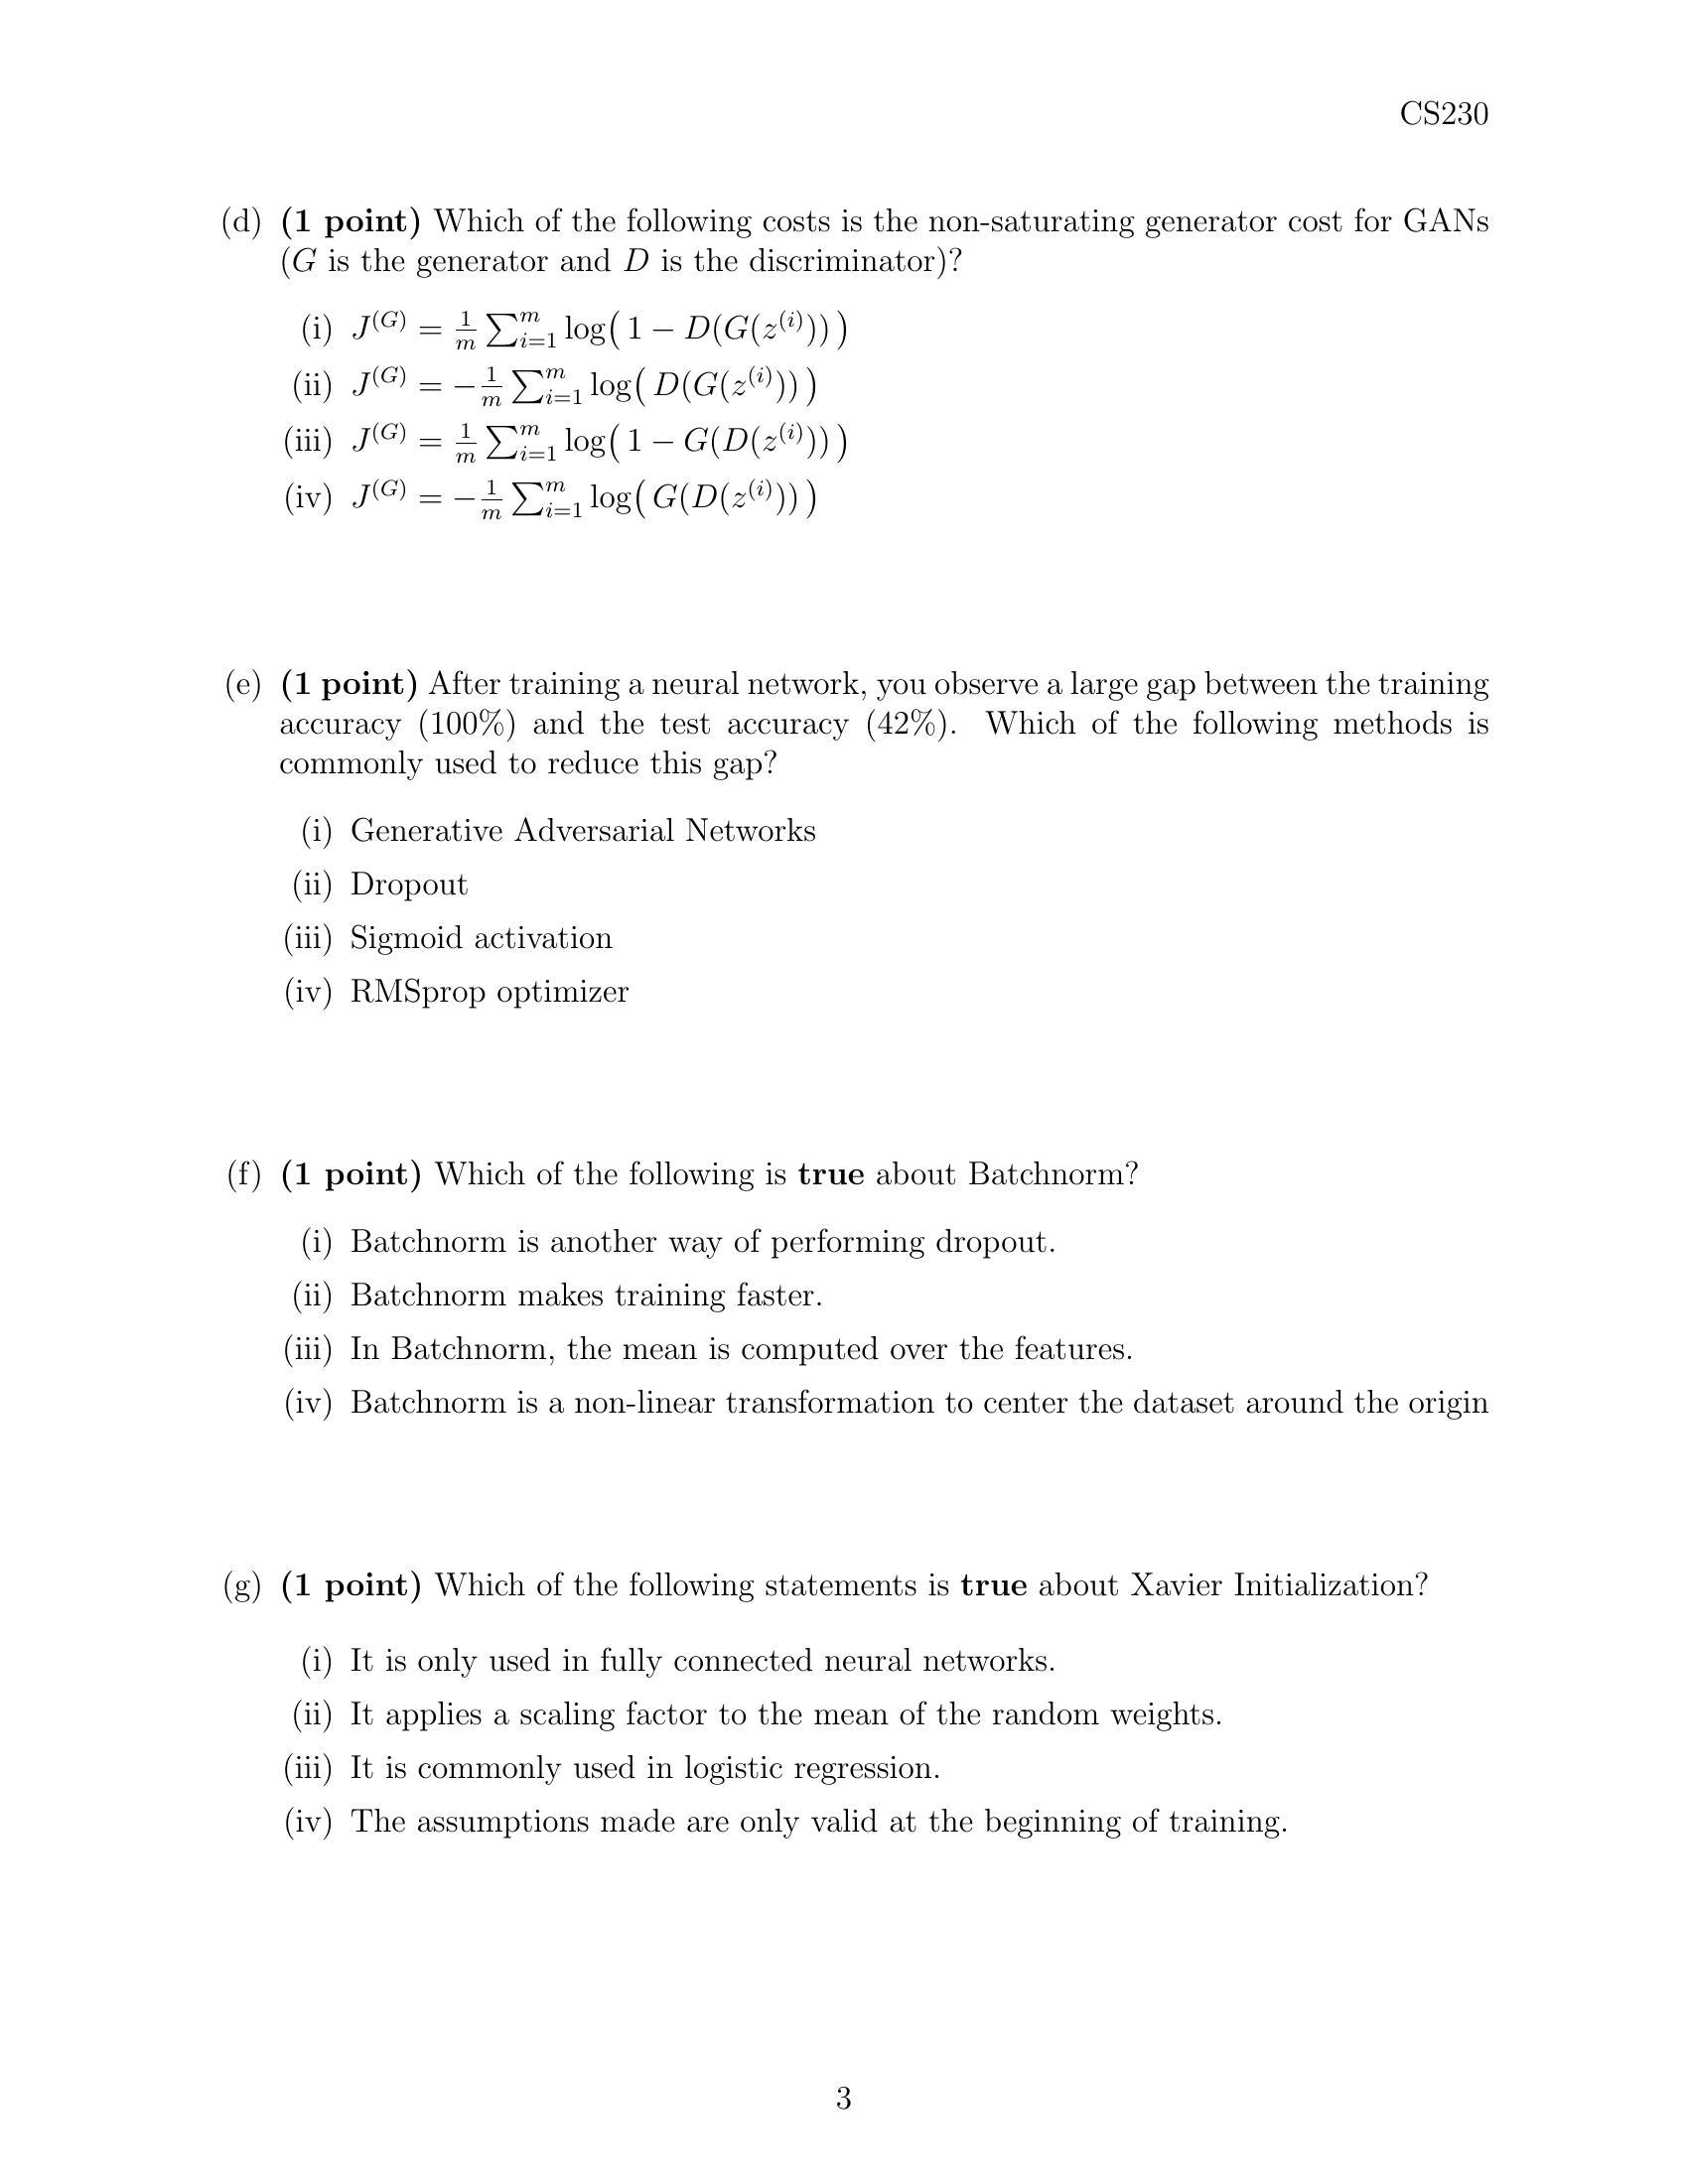 CS230
(d) (1 point) Which of the following costs is the non-saturating generator cost for GANs
(G is the generator and D is the discriminator)?
(i) J^{(G)} = \frac{1}{m} \sum_{i=1}^{m} \log( 1 − D(G(z^{(i)})) )
(ii) J^{(G)} = −\frac{1}{m} \sum_{i=1}^{m} \log( D(G(z^{(i)})) )
(iii) J^{(G)} = \frac{1}{m} \sum_{i=1}^{m} \log( 1 − G(D(z^{(i)})) )
(iv) J^{(G)} = −\frac{1}{m} \sum_{i=1}^{m} \log( G(D(z^{(i)})) )
(e) (1 point) After training a neural network, you observe a large gap between the training
accuracy (100%) and the test accuracy (42%). Which of the following methods is
commonly used to reduce this gap?
(i) Generative Adversarial Networks
(ii) Dropout
(iii) Sigmoid activation
(iv) RMSprop optimizer
(f) (1 point) Which of the following is true about Batchnorm?
(i) Batchnorm is another way of performing dropout.
(ii) Batchnorm makes training faster.
(iii) In Batchnorm, the mean is computed over the features.
(iv) Batchnorm is a non-linear transformation to center the dataset around the origin
(g) (1 point) Which of the following statements is true about Xavier Initialization?
(i) It is only used in fully connected neural networks.
(ii) It applies a scaling factor to the mean of the random weights.
(iii) It is commonly used in logistic regression.
(iv) The assumptions made are only valid at the beginning of training.
3